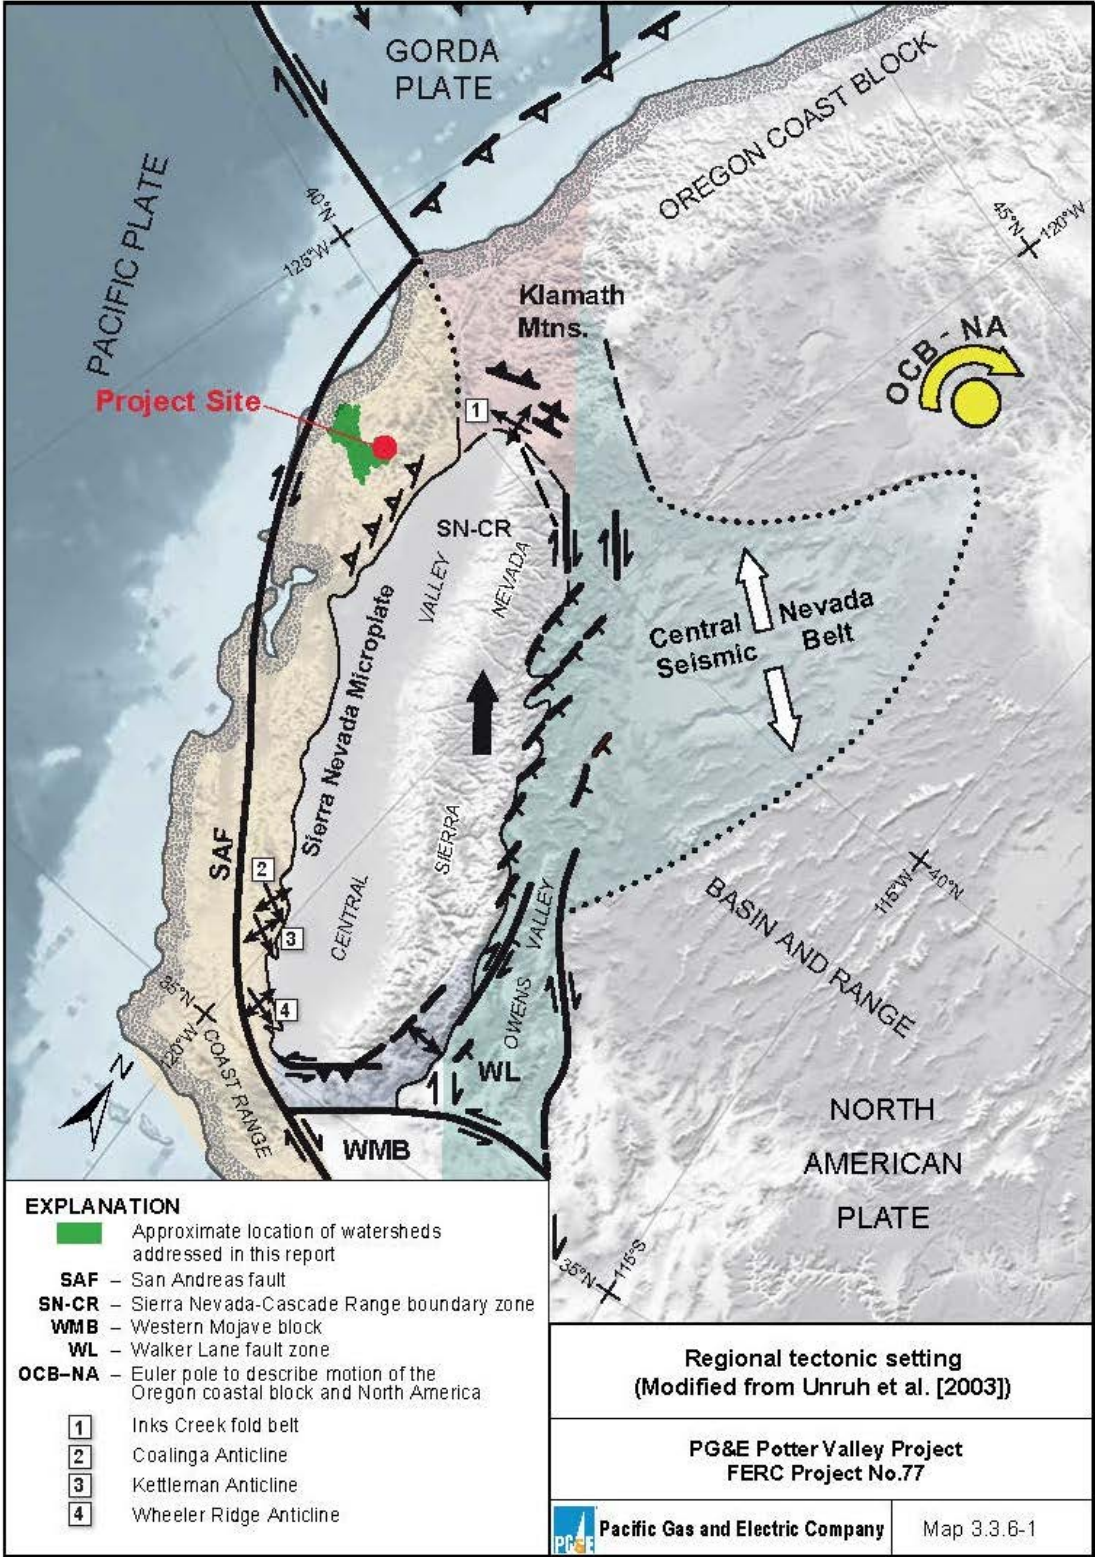 GORDA
PLATE
OREGON COAST BLOCK
PACIFIC PLATE
40°N
125°W
45°N
120°W
Klamath
Mtns.
OCB - NA
Project Site
1
SN-CR
VALLEY
NEVADA
Sierra Nevada Microplate
Central Nevada
Seismic Belt
SIERRA
SAF
2
CENTRAL
3
VALLEY
115°W
40°N
BASIN AND RANGE
35°N
120°W
4
OWENS
COAST RANGE
N
WL
WMB
NORTH
AMERICAN
PLATE
35°N
115°S
EXPLANATION
Approximate location of watersheds
addressed in this report
SAF – San Andreas fault
SN-CR – Sierra Nevada-Cascade Range boundary zone
WMB – Western Mojave block
WL – Walker Lane fault zone
OCB–NA – Euler pole to describe motion of the
Oregon coastal block and North America
1 Inks Creek fold belt
2 Coalinga Anticline
3 Kettleman Anticline
4 Wheeler Ridge Anticline
Regional tectonic setting
(Modified from Unruh et al. [2003])
PG&E Potter Valley Project
FERC Project No.77
PG&E Pacific Gas and Electric Company
Map 3.3.6-1